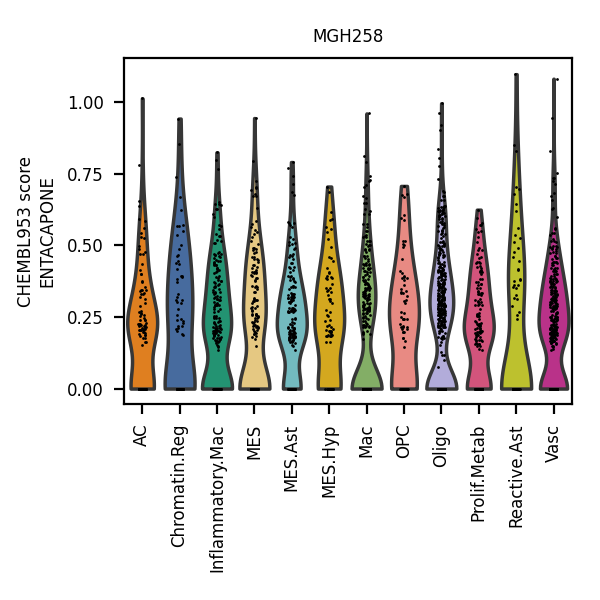 MGH258
CHEMBL953 score
ENTACAPONE
1.00
0.75
0.50
0.25
0.00
AC
Chromatin.Reg
Inflammatory.Mac
MES
MES.Ast
MES.Hyp
Mac
OPC
Oligo
Prolif.Metab
Reactive.Ast
Vasc